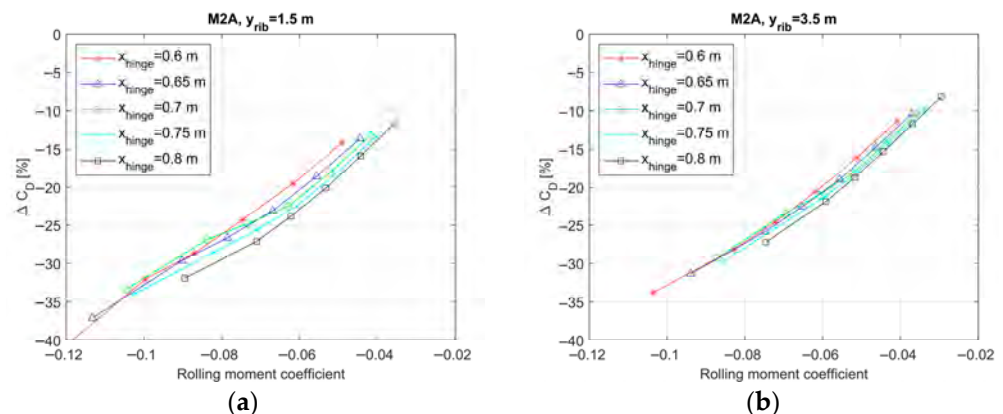 M2A, y_rib=1.5 m
0
−5
−10
−15
−20
−25
−30
−35
−40
Δ C_D [%]
x_hinge=0.6 m
x_hinge=0.65 m
x_hinge=0.7 m
x_hinge=0.75 m
x_hinge=0.8 m
−0.12
−0.1
−0.08
−0.06
−0.04
−0.02
Rolling moment coefficient
(a)
M2A, y_rib=3.5 m
0
−5
−10
−15
−20
−25
−30
−35
−40
Δ C_D [%]
x_hinge=0.6 m
x_hinge=0.65 m
x_hinge=0.7 m
x_hinge=0.75 m
x_hinge=0.8 m
−0.12
−0.1
−0.08
−0.06
−0.04
−0.02
Rolling moment coefficient
(b)